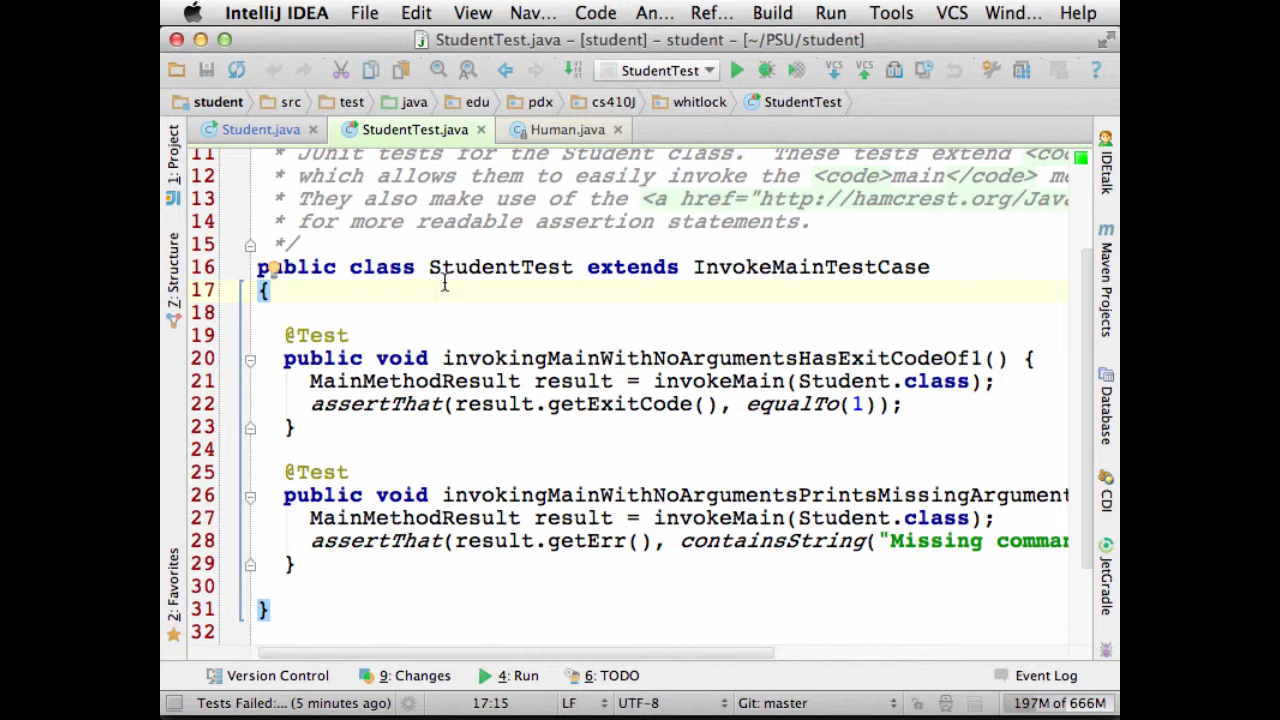 IntelliJ IDEA File Edit View Nav... Code An... Ref... Build Run Tools VCS Wind... Help
StudentTest.java – [student] – student – [~/PSU/student]
StudentTest
VCS VCS
student src test java edu pdx cs410J whitlock StudentTest
Student.java StudentTest.java Human.java
11 * JUnit tests for the Student class. These tests extend <cod
12 * which allows them to easily invoke the <code>main</code> me
13 * They also make use of the <a href="http://hamcrest.org/Java
14 * for more readable assertion statements.
15 */
16 public class StudentTest extends InvokeMainTestCase
17 {
18
19 @Test
20 public void invokingMainWithNoArgumentsHasExitCodeOf1() {
21 MainMethodResult result = invokeMain(Student.class);
22 assertThat(result.getExitCode(), equalTo(1));
23 }
24
25 @Test
26 public void invokingMainWithNoArgumentsPrintsMissingArgument
27 MainMethodResult result = invokeMain(Student.class);
28 assertThat(result.getErr(), containsString("Missing comman
29 }
30
31 }
32
1: Project
7: Structure
2: Favorites
IDEtalk
Maven Projects
Database
CDI
JetGradle
Version Control 9: Changes 4: Run 6: TODO Event Log
Tests Failed:... (5 minutes ago) 17:15 LF UTF-8 Git: master 197M of 666M